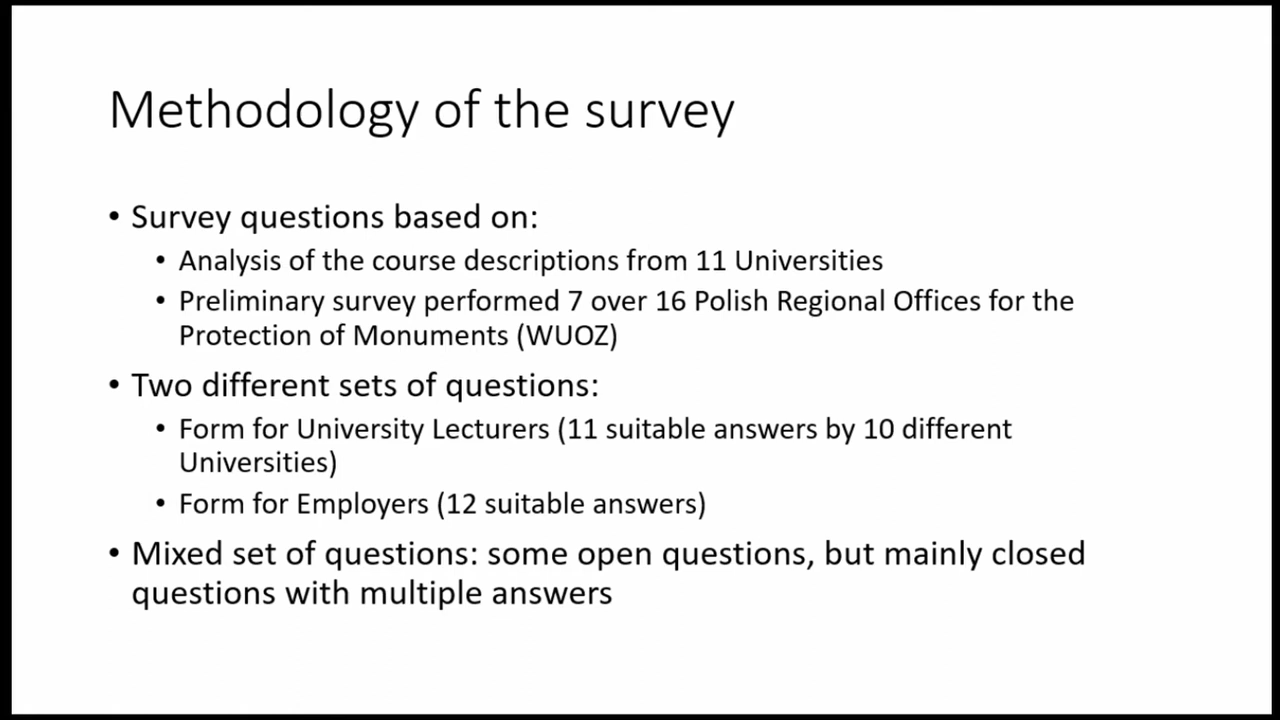 Methodology of the survey
• Survey questions based on:
• Analysis of the course descriptions from 11 Universities
• Preliminary survey performed 7 over 16 Polish Regional Offices for the
Protection of Monuments (WUOZ)
• Two different sets of questions:
• Form for University Lecturers (11 suitable answers by 10 different
Universities)
• Form for Employers (12 suitable answers)
• Mixed set of questions: some open questions, but mainly closed
questions with multiple answers